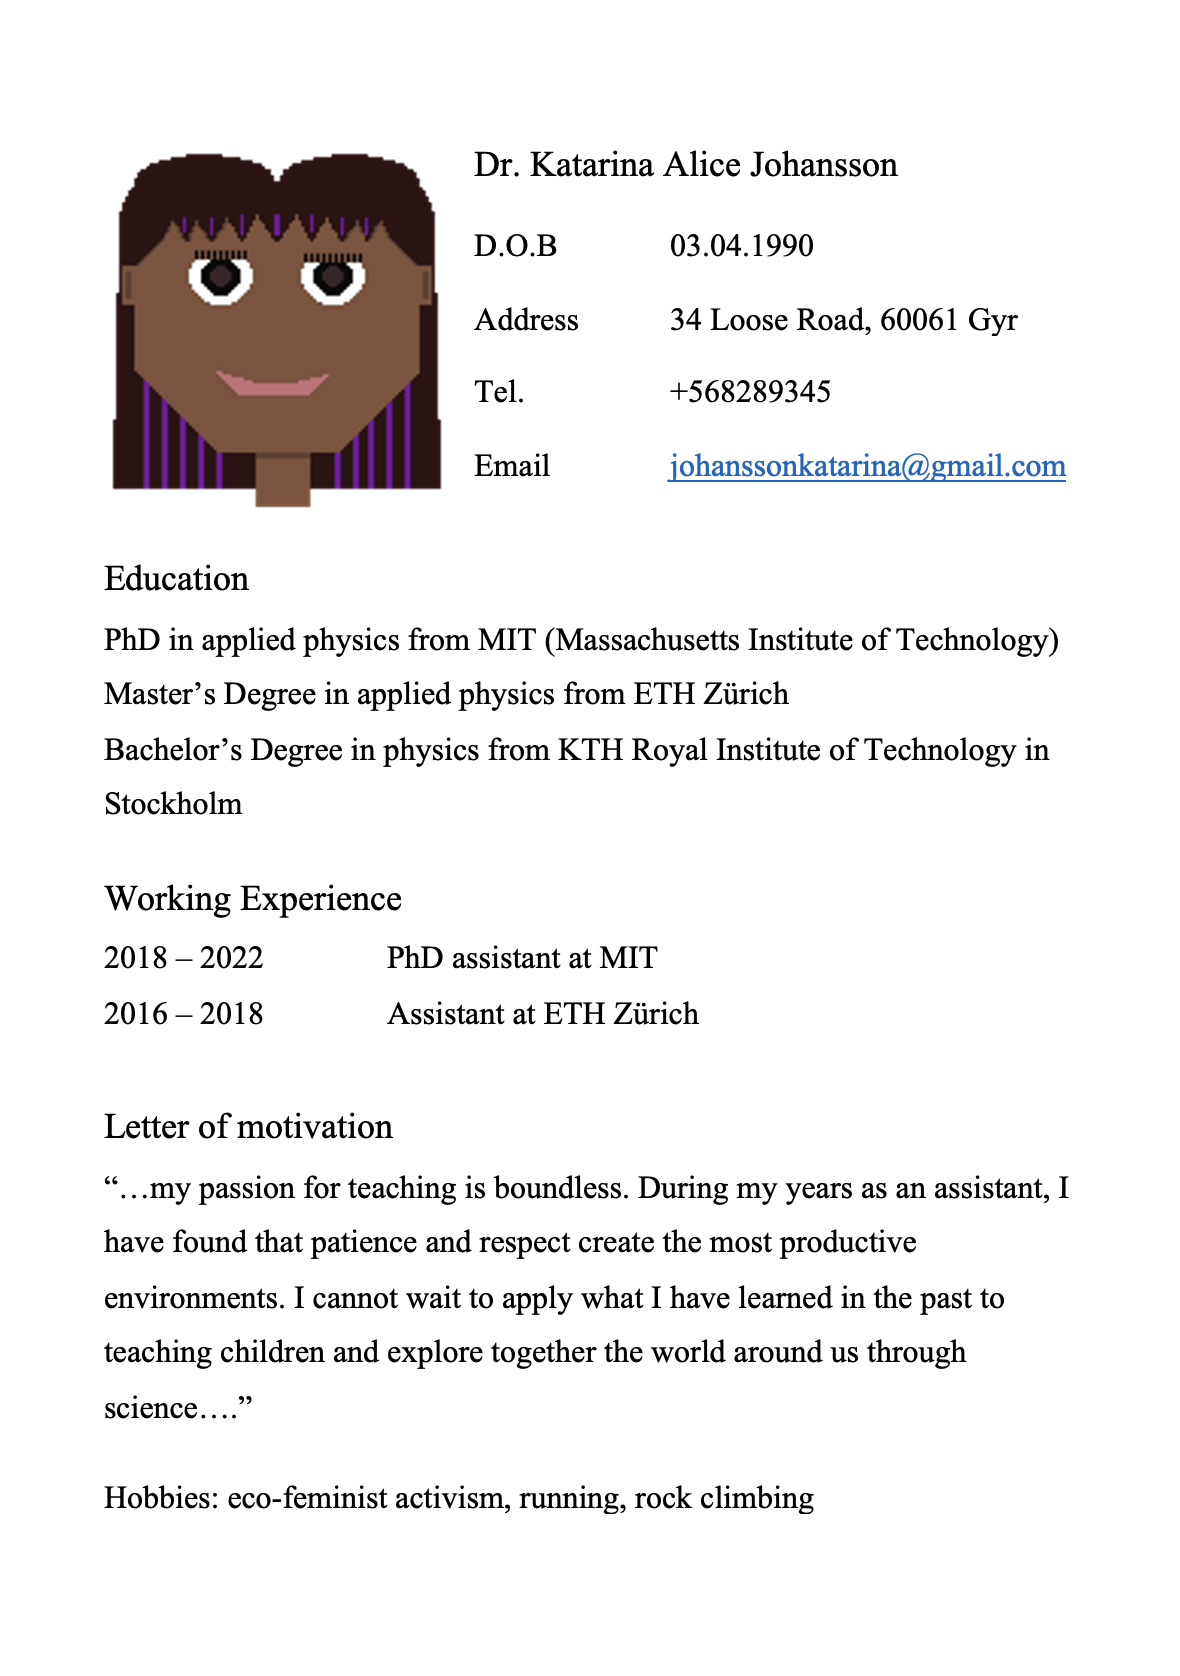 Dr. Katarina Alice Johansson
D.O.B 03.04.1990
Address 34 Loose Road, 60061 Gyr
Tel. +568289345
Email johanssonkatarina@gmail.com
Education
PhD in applied physics from MIT (Massachusetts Institute of Technology)
Master’s Degree in applied physics from ETH Zürich
Bachelor’s Degree in physics from KTH Royal Institute of Technology in
Stockholm
Working Experience
2018 – 2022 PhD assistant at MIT
2016 – 2018 Assistant at ETH Zürich
Letter of motivation
“…my passion for teaching is boundless. During my years as an assistant, I
have found that patience and respect create the most productive
environments. I cannot wait to apply what I have learned in the past to
teaching children and explore together the world around us through
science….”
Hobbies: eco-feminist activism, running, rock climbing